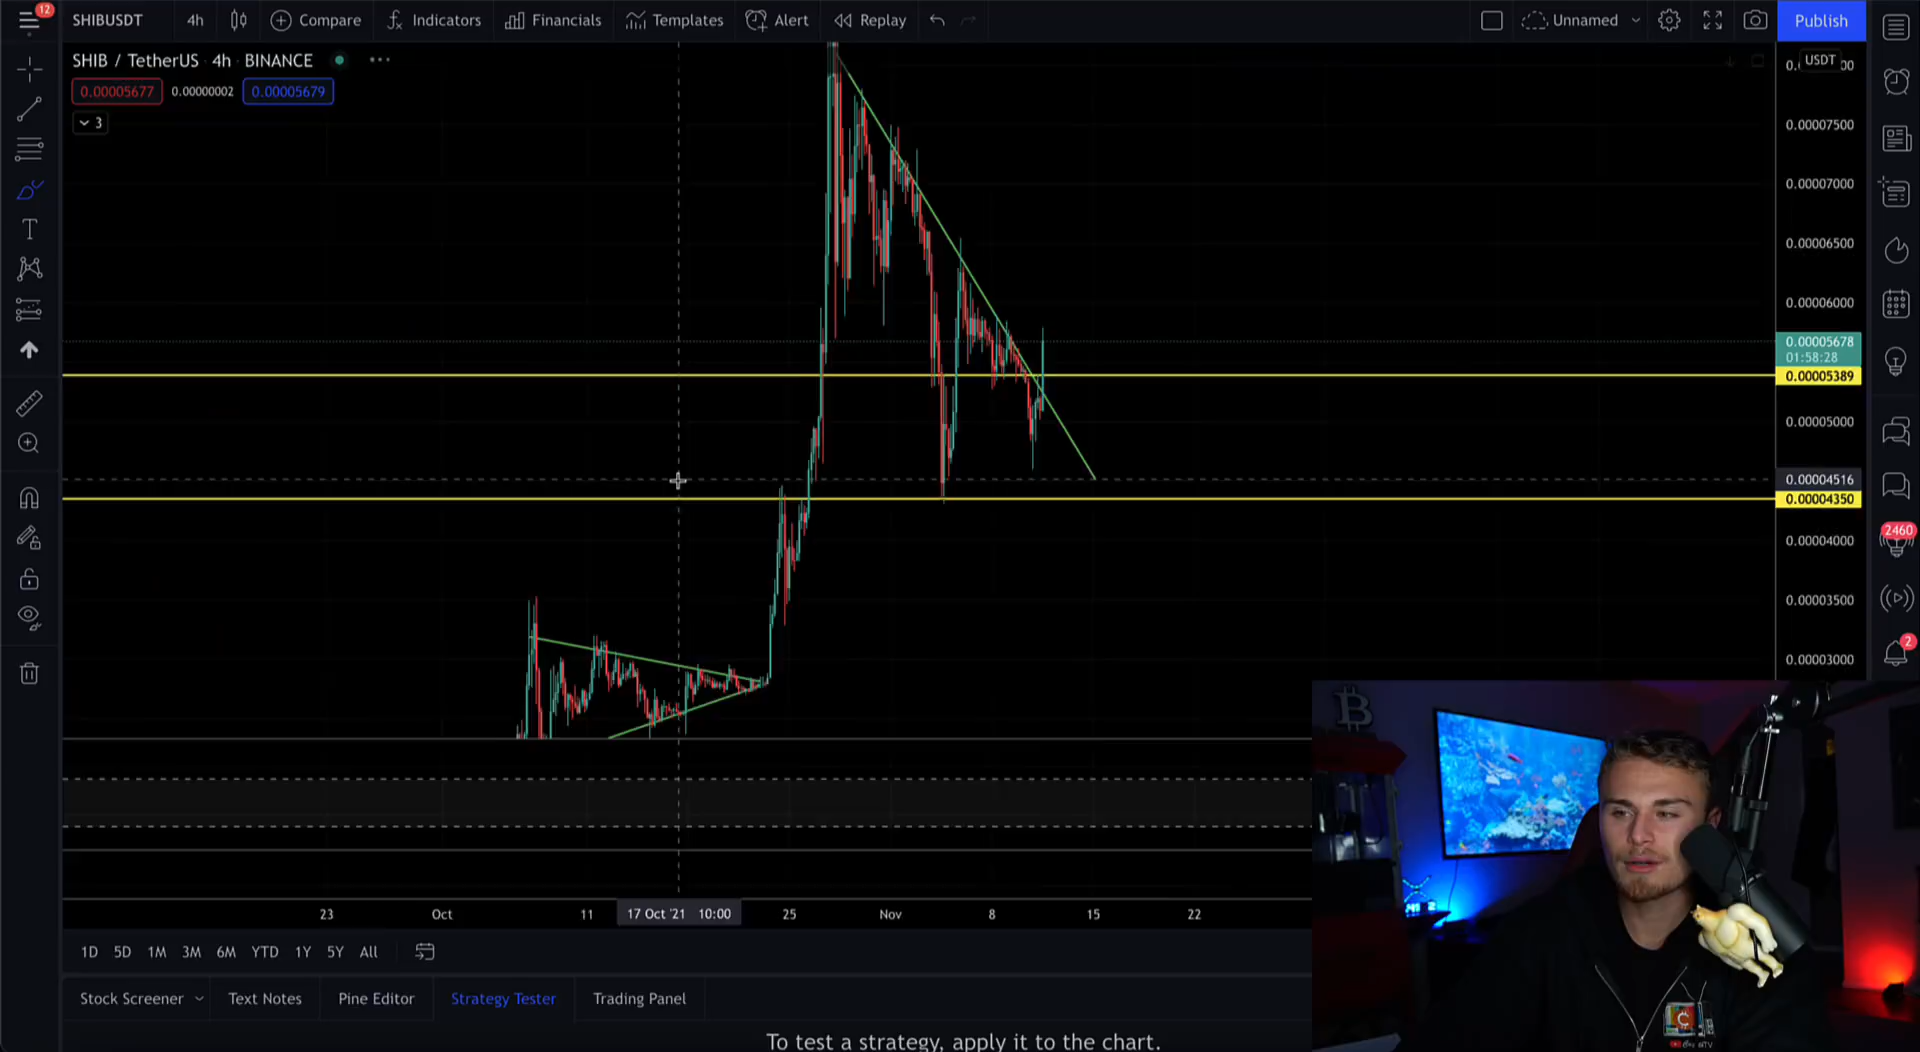 12
SHIBUSDT 4h Compare Indicators Financials Templates Alert Replay Unnamed Publish
SHIB / TetherUS · 4h · BINANCE
USDT
0.00005677 0.00000002 0.00005679
3
0.00007500
0.00007000
0.00006500
0.00006000
0.00005678
01:58:28
0.00005389
0.00005000
0.00004516
0.00004350
0.00004000
0.00003500
0.00003000
2460
2
23 Oct 11 17 Oct '21 10:00 25 Nov 8 15 22
1D 5D 1M 3M 6M YTD 1Y 5Y All
Stock Screener Text Notes Pine Editor Strategy Tester Trading Panel
To test a strategy, apply it to the chart.